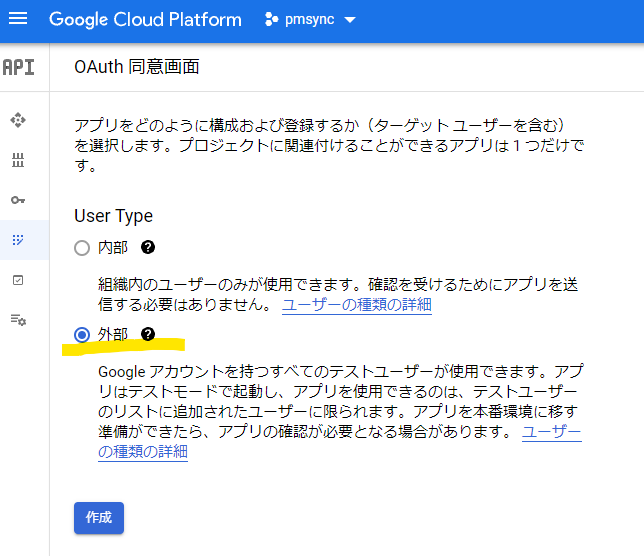 Google Cloud Platform pmsync
API OAuth 同意画面
アプリをどのように構成および登録するか（ターゲット ユーザーを含む）
を選択します。プロジェクトに関連付けることができるアプリは 1 つだけで
す。
User Type
内部 ?
組織内のユーザーのみが使用できます。確認を受けるためにアプリを送
信する必要はありません。 ユーザーの種類の詳細
外部 ?
Google アカウントを持つすべてのテストユーザーが使用できます。アプ
リはテストモードで起動し、アプリを使用できるのは、テストユーザー
のリストに追加されたユーザーに限られます。アプリを本番環境に移す
準備ができたら、アプリの確認が必要となる場合があります。 ユーザー
の種類の詳細
作成